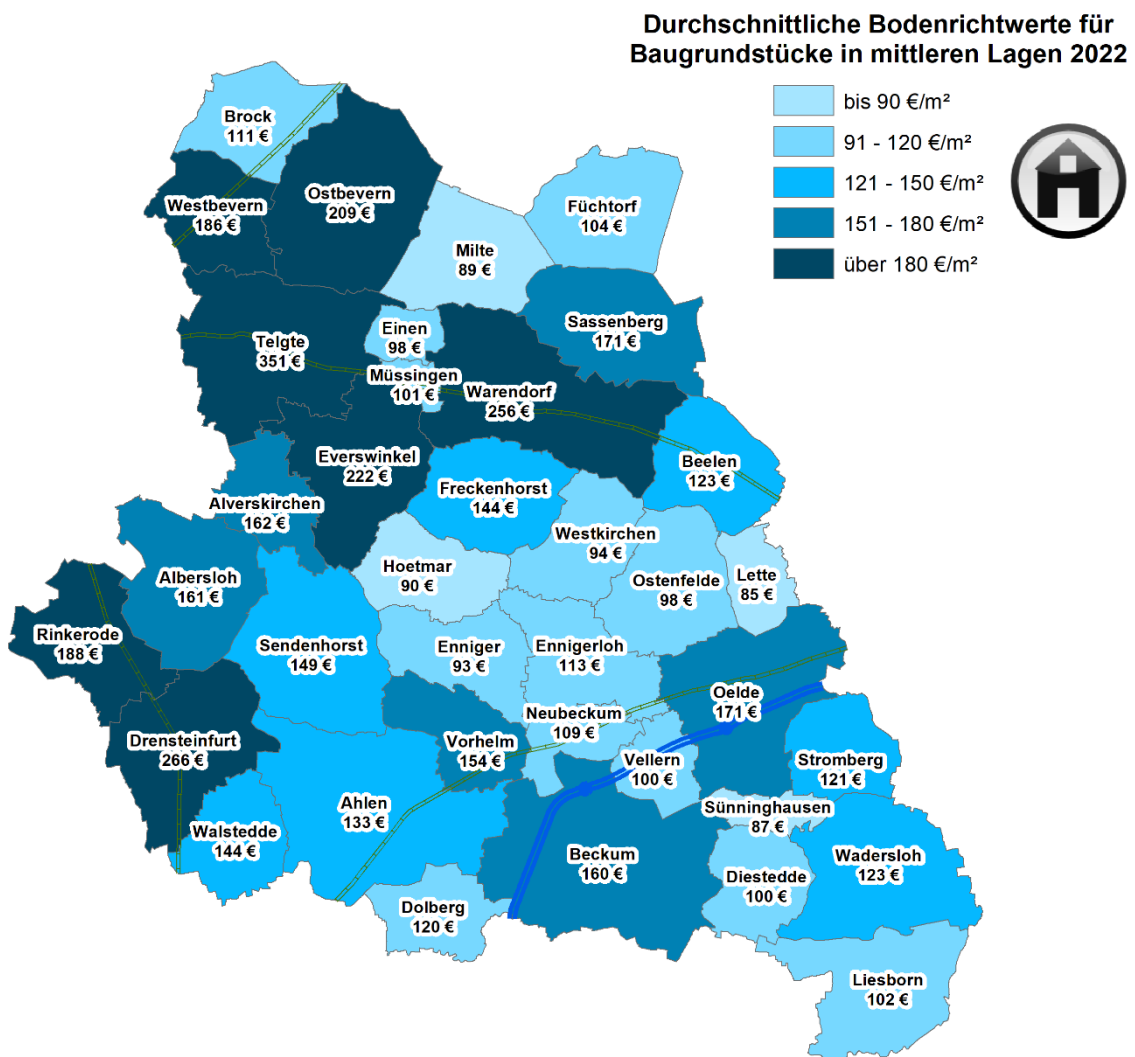 Durchschnittliche Bodenrichtwerte für
Baugrundstücke in mittleren Lagen 2022
bis 90 €/m²
91 - 120 €/m²
121 - 150 €/m²
151 - 180 €/m²
über 180 €/m²
Brock
111 €
Ostbevern
209 €
Westbevern
186 €
Füchtorf
104 €
Milte
89 €
Sassenberg
171 €
Einen
98 €
Telgte
351 €
Müssingen
101 €
Warendorf
256 €
Everswinkel
222 €
Beelen
123 €
Freckenhorst
144 €
Alverskirchen
162 €
Westkirchen
94 €
Hoetmar
90 €
Albersloh
161 €
Ostenfelde
98 €
Lette
85 €
Rinkerode
188 €
Sendenhorst
149 €
Enniger
93 €
Ennigerloh
113 €
Oelde
171 €
Neubeckum
109 €
Drensteinfurt
266 €
Vorhelm
154 €
Vellern
100 €
Stromberg
121 €
Sünninghausen
87 €
Ahlen
133 €
Walstedde
144 €
Beckum
160 €
Wadersloh
123 €
Diestedde
100 €
Dolberg
120 €
Liesborn
102 €